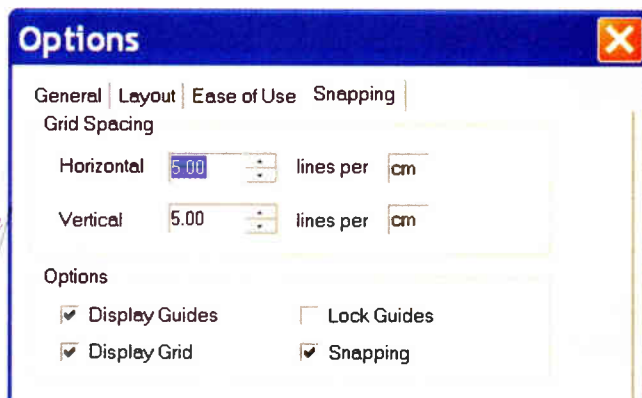 Options
General Layout Ease of Use Snapping
Grid Spacing
Horizontal 5.00 lines per cm
Vertical 5.00 lines per cm
Options
Display Guides Lock Guides
Display Grid Snapping